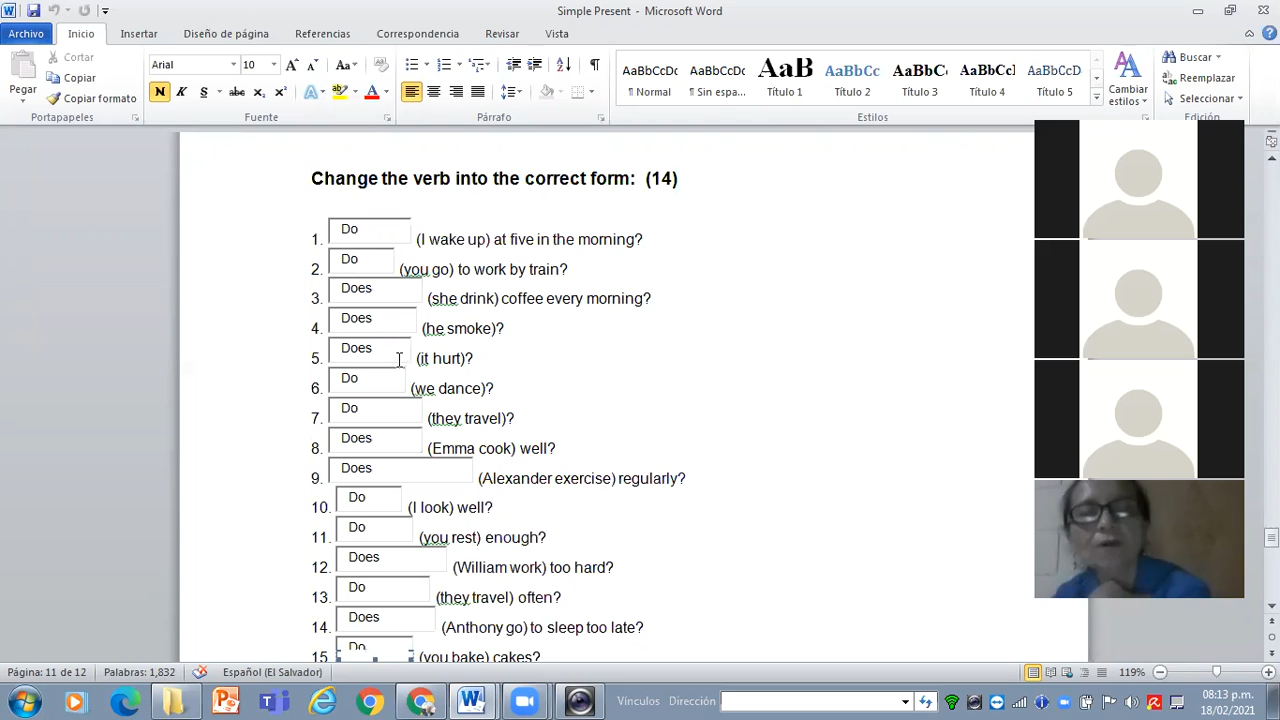 Simple Present - Microsoft Word
Archivo Inicio Insertar Diseño de página Referencias Correspondencia Revisar Vista
Pegar
Cortar
Copiar
Copiar formato
Portapapeles
Arial 10
Fuente
Párrafo
AaBbCcDc AaBbCcDc AaB AaBbCc AaBbCc AaBbCc AaBbCcD
¶ Normal ¶ Sin espa... Título 1 Título 2 Título 3 Título 4 Título 5
Cambiar estilos
Estilos
Buscar
Reemplazar
Seleccionar
Edición
Change the verb into the correct form: (14)
1. Do (I wake up) at five in the morning?
2. Do (you go) to work by train?
3. Does (she drink) coffee every morning?
4. Does (he smoke)?
5. Does (it hurt)?
6. Do (we dance)?
7. Do (they travel)?
8. Does (Emma cook) well?
9. Does (Alexander exercise) regularly?
10. Do (I look) well?
11. Do (you rest) enough?
12. Does (William work) too hard?
13. Do (they travel) often?
14. Does (Anthony go) to sleep too late?
15. Do (you bake) cakes?
Página: 11 de 12 Palabras: 1,832 Español (El Salvador) 119%
Vínculos Dirección
08:13 p.m.
18/02/2021